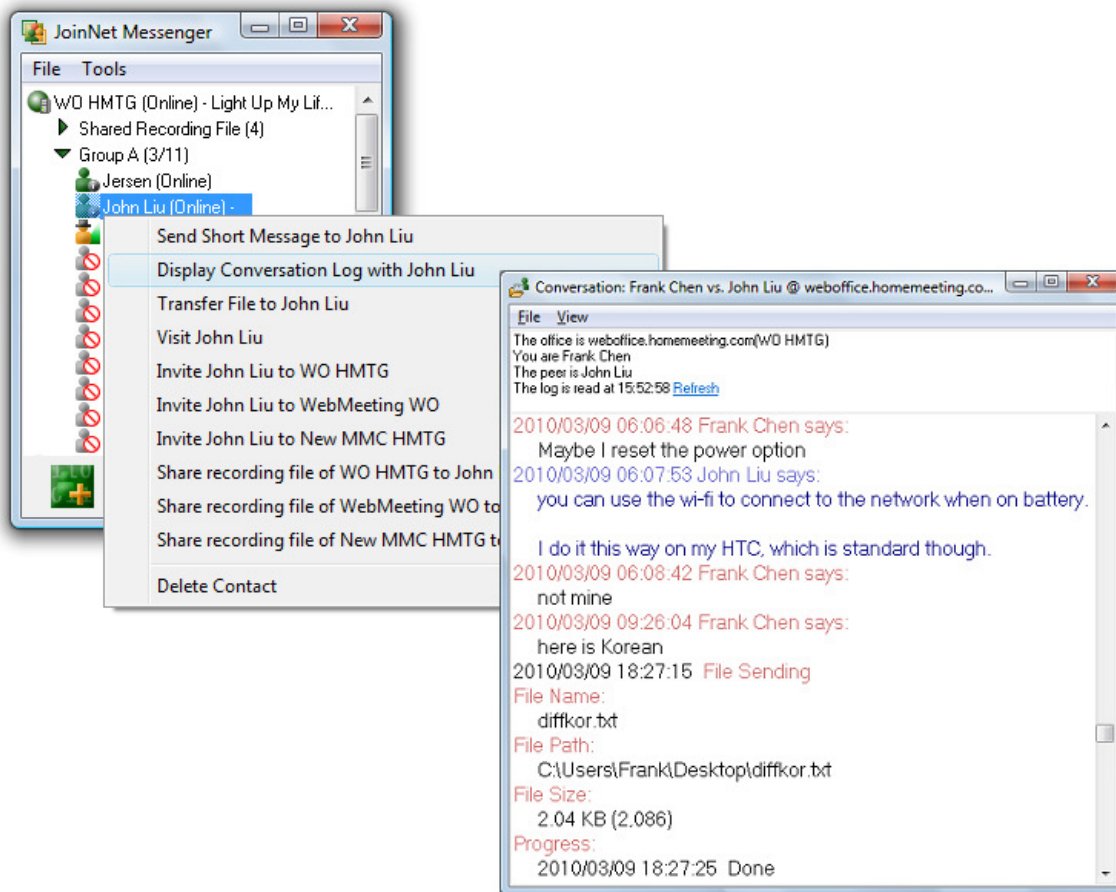 JoinNet Messenger
File Tools
WO HMTG (Online) - Light Up My Lif...
Shared Recording File (4)
Group A (3/11)
Jersen (Online)
John Liu (Online) -
Send Short Message to John Liu
Display Conversation Log with John Liu
Transfer File to John Liu
Visit John Liu
Invite John Liu to WO HMTG
Invite John Liu to WebMeeting WO
Invite John Liu to New MMC HMTG
Share recording file of WO HMTG to John
Share recording file of WebMeeting WO to
Share recording file of New MMC HMTG to
Delete Contact
Conversation: Frank Chen vs. John Liu @ weboffice.homemeeting.co...
File View
The office is weboffice.homemeeting.com(WO HMTG)
You are Frank Chen
The peer is John Liu
The log is read at 15:52:58 Refresh
2010/03/09 06:06:48 Frank Chen says:
Maybe I reset the power option
2010/03/09 06:07:53 John Liu says:
you can use the wi-fi to connect to the network when on battery.
I do it this way on my HTC, which is standard though.
2010/03/09 06:08:42 Frank Chen says:
not mine
2010/03/09 09:26:04 Frank Chen says:
here is Korean
2010/03/09 18:27:15 File Sending
File Name:
diffkor.txt
File Path:
C:\Users\Frank\Desktop\diffkor.txt
File Size:
2.04 KB (2,086)
Progress:
2010/03/09 18:27:25 Done